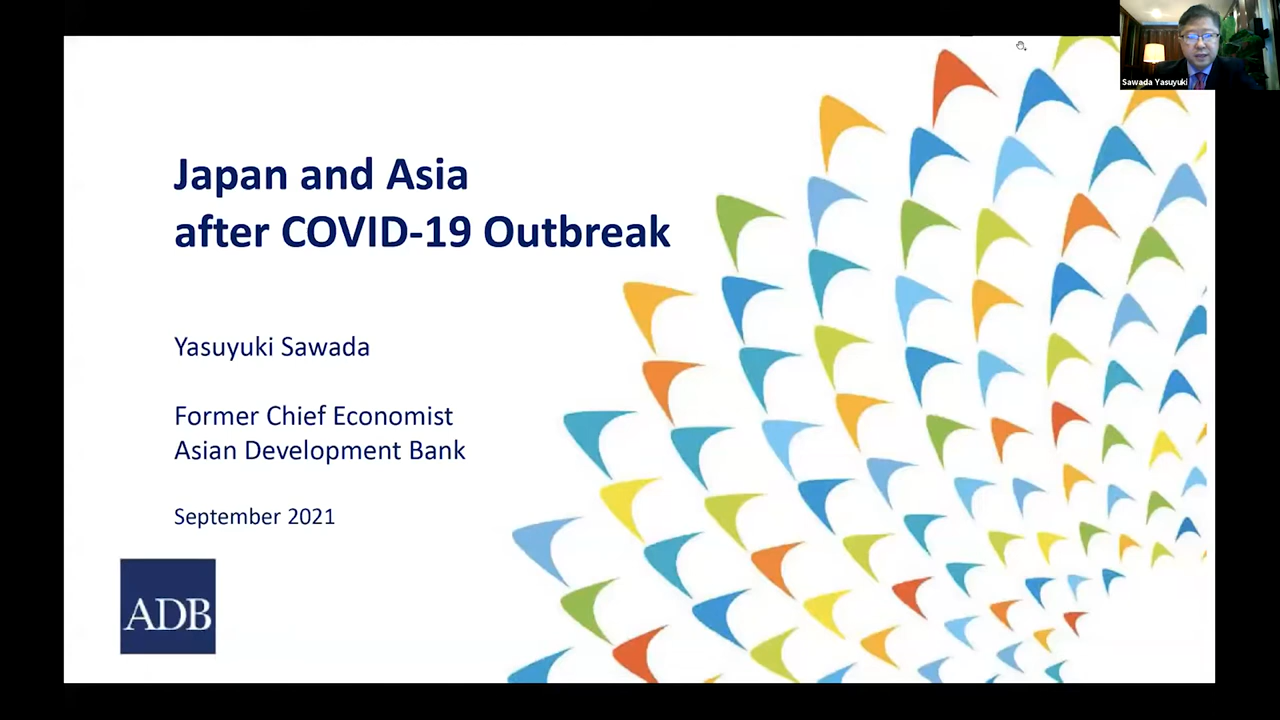 Sawada Yasuyuki
Japan and Asia
after COVID-19 Outbreak
Yasuyuki Sawada
Former Chief Economist
Asian Development Bank
September 2021
ADB